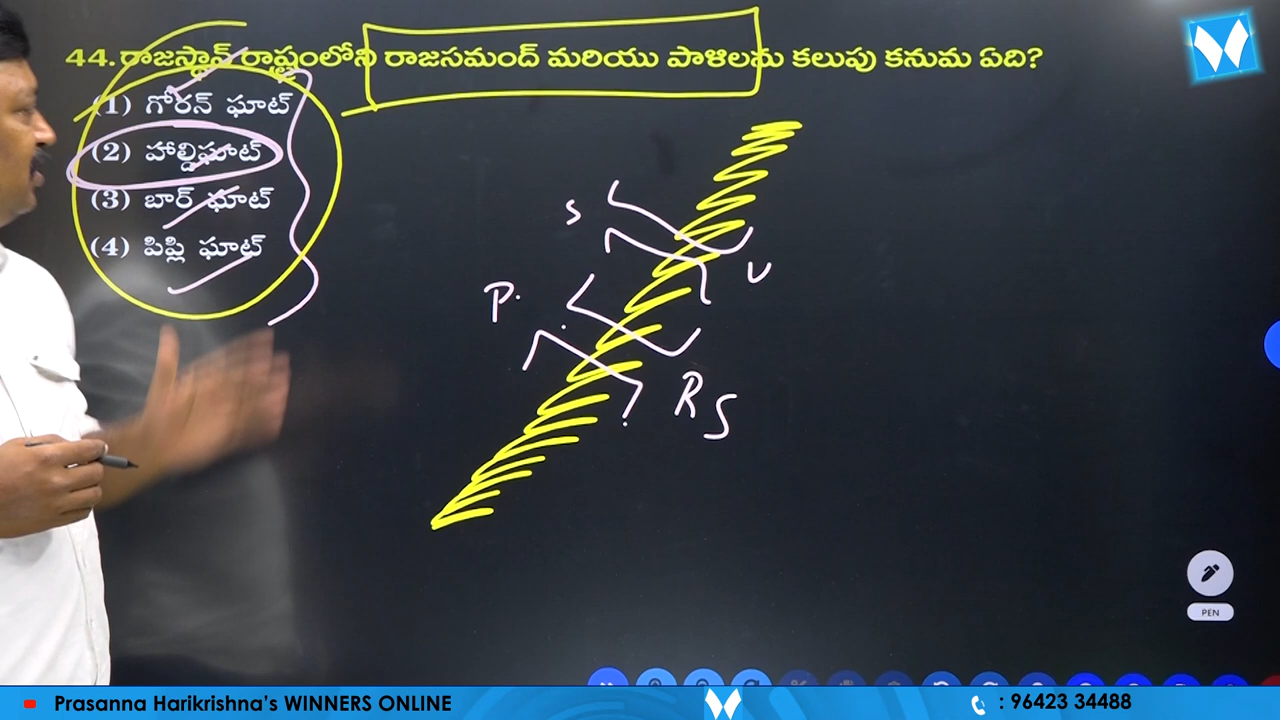 44. రాజస్థాన్ రాష్ట్రంలోని రాజసమంద్ మరియు పాళిలను కలుపు కనుమ ఏది?
(1) గోరన్ ఘాట్
(2) హాల్దిఘాట్
(3) బార్ ఘాట్
(4) పిప్లి ఘాట్
S
U
P.
RS
PEN
Prasanna Harikrishna's WINNERS ONLINE
: 96423 34488